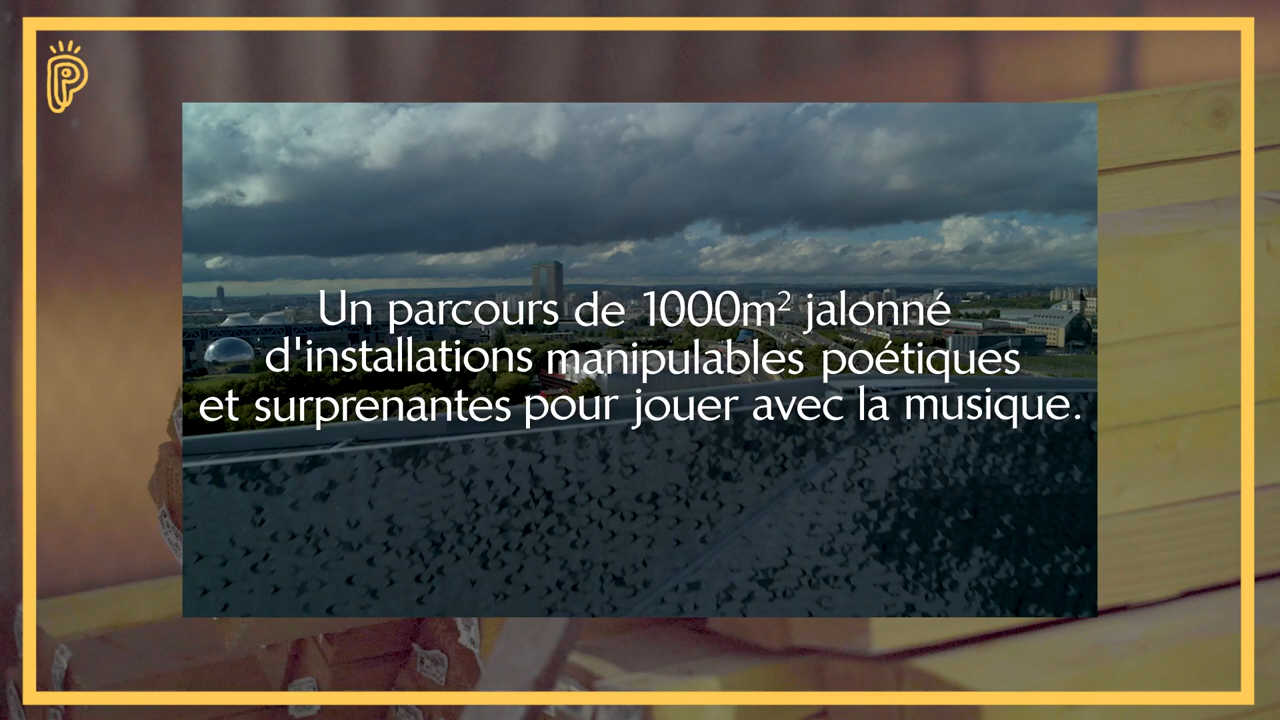 P
Un parcours de 1000m² jalonné
d'installations manipulables poétiques
et surprenantes pour jouer avec la musique.